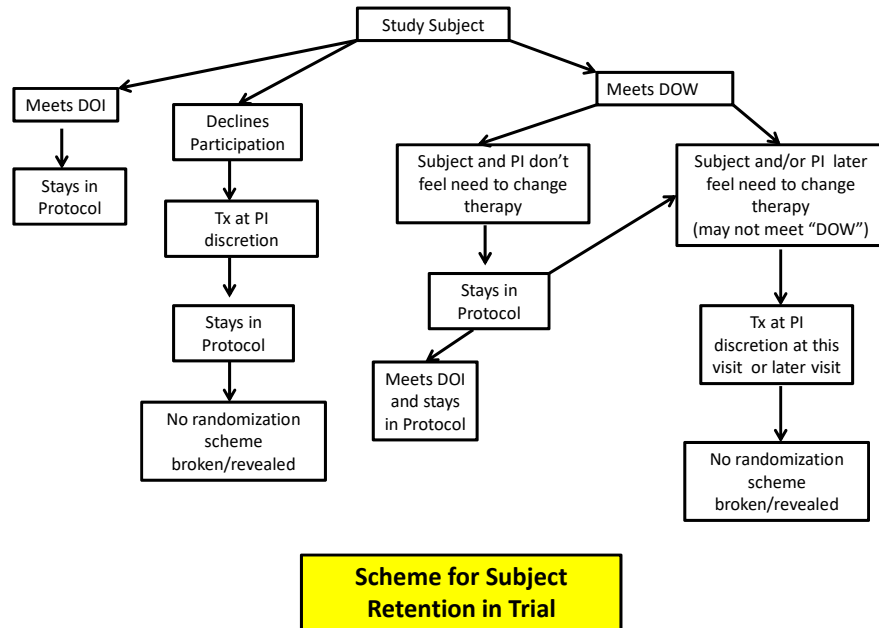 Study Subject
Meets DOI
Stays in
Protocol
Declines
Participation
Tx at PI
discretion
Stays in
Protocol
No randomization
scheme
broken/revealed
Meets DOW
Subject and PI don’t
feel need to change
therapy
Stays in
Protocol
Meets DOI
and stays
in Protocol
Subject and/or PI later
feel need to change
therapy
(may not meet “DOW”)
Tx at PI
discretion at this
visit or later visit
No randomization
scheme
broken/revealed
Scheme for Subject
Retention in Trial